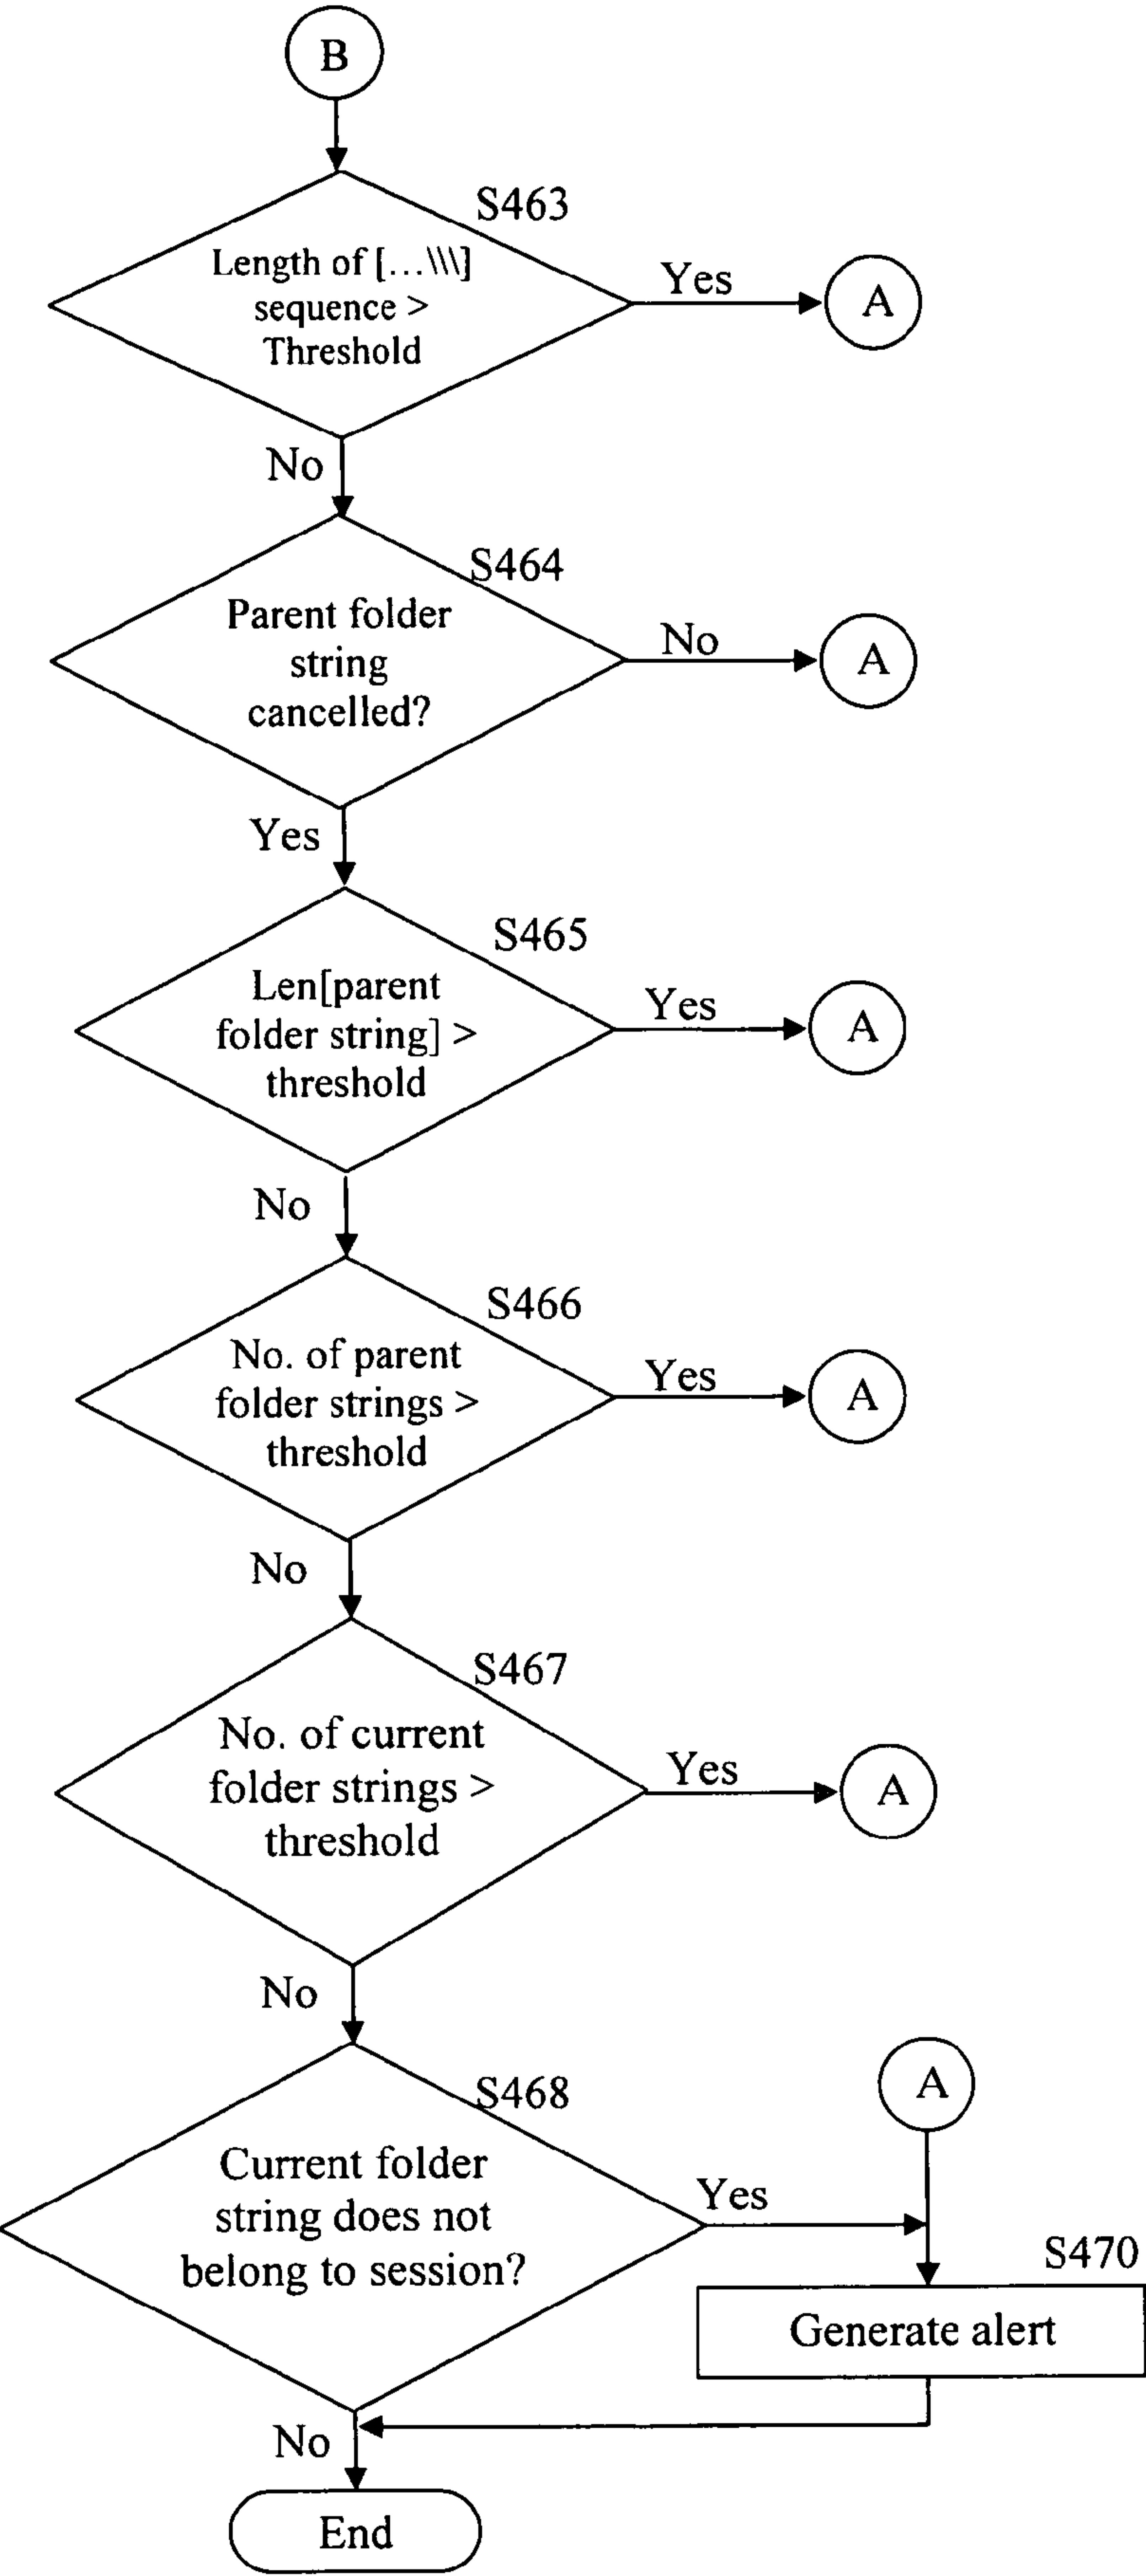 B
S463
Length of [...\\\]
sequence >
Threshold
Yes
A
No
S464
Parent folder
string
cancelled?
No
A
Yes
S465
Len[parent
folder string] >
threshold
Yes
A
No
S466
No. of parent
folder strings >
threshold
Yes
A
No
S467
No. of current
folder strings >
threshold
Yes
A
No
A
S468
Current folder
string does not
belong to session?
Yes
S470
Generate alert
No
End